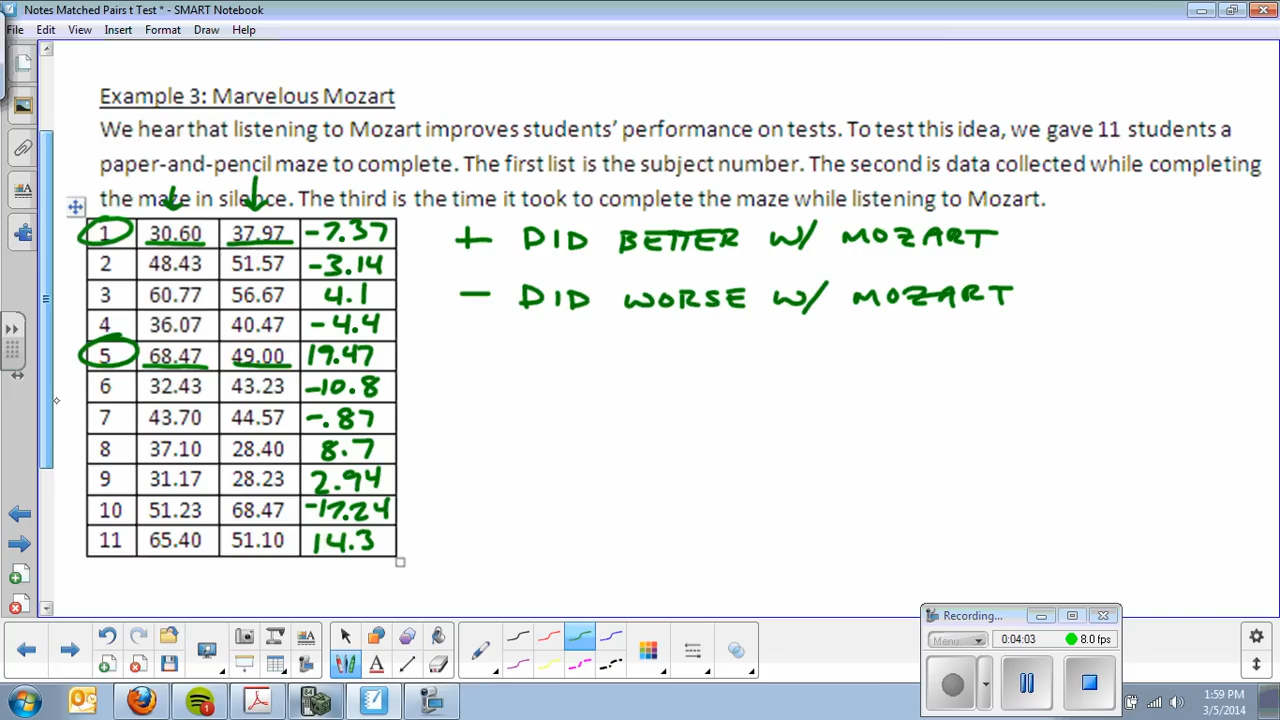 Notes Matched Pairs t Test * - SMART Notebook
File Edit View Insert Format Draw Help
Example 3: Marvelous Mozart
We hear that listening to Mozart improves students' performance on tests. To test this idea, we gave 11 students a
paper-and-pencil maze to complete. The first list is the subject number. The second is data collected while completing
the maze in silence. The third is the time it took to complete the maze while listening to Mozart.
1 30.60 37.97 -7.37 + DID BETTER W/ MOZART
2 48.43 51.57 -3.14
3 60.77 56.67 4.1 - DID WORSE W/ MOZART
4 36.07 40.47 -4.4
5 68.47 49.00 19.47
6 32.43 43.23 -10.8
7 43.70 44.57 -.87
8 37.10 28.40 8.7
9 31.17 28.23 2.94
10 51.23 68.47 -17.24
11 65.40 51.10 14.3
Recording...
Menu 0:04:03 8.0 fps
1:59 PM
3/5/2014